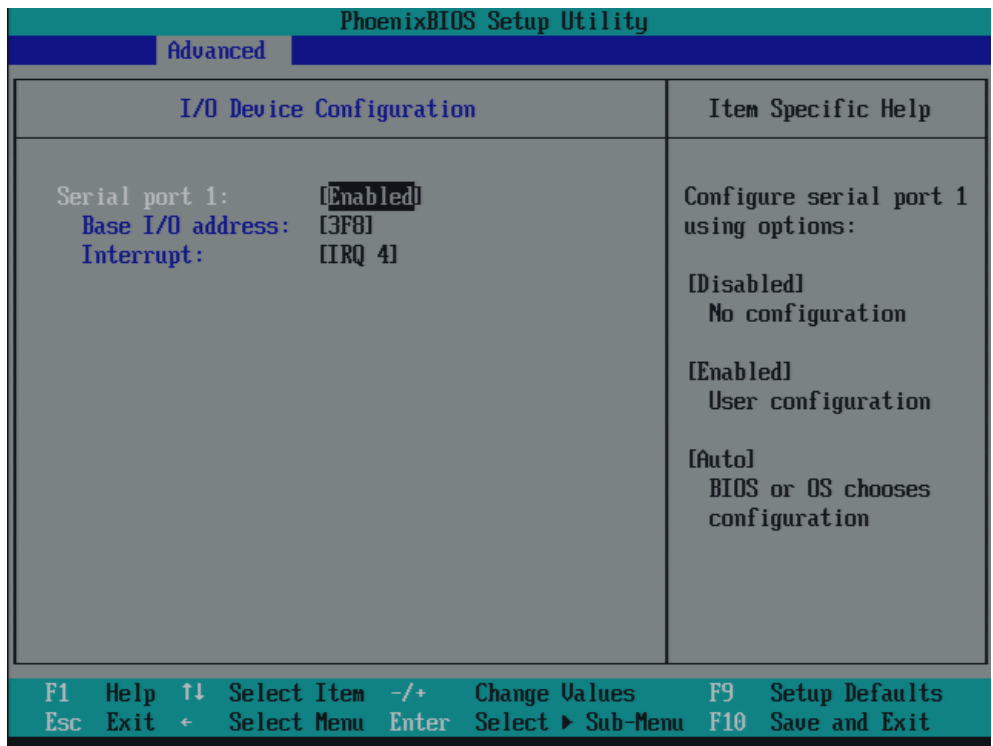 PhoenixBIOS Setup Utility
Advanced
I/O Device Configuration
Serial port 1: [Enabled]
Base I/O address: [3F8]
Interrupt: [IRQ 4]
Item Specific Help
Configure serial port 1
using options:
[Disabled]
No configuration
[Enabled]
User configuration
[Auto]
BIOS or OS chooses
configuration
F1 Help ↑↓ Select Item -/+ Change Values F9 Setup Defaults
Esc Exit ← Select Menu Enter Select ▶ Sub-Menu F10 Save and Exit